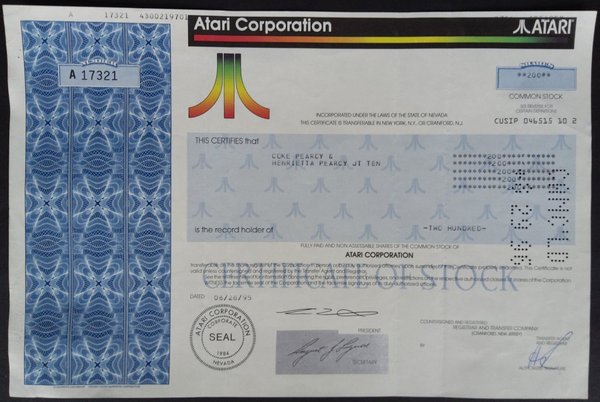 A 17321 4300219701
Atari Corporation
ATARI
A 17321
**200**
COMMON STOCK
SEE REVERSE FOR
CERTAIN DEFINITIONS
INCORPORATED UNDER THE LAWS OF THE STATE OF NEVADA
THIS CERTIFICATE IS TRANSFERABLE IN NEW YORK, N.Y. OR CRANFORD, N.J.
CUSIP 046515 10 2
THIS CERTIFIES that
COKE PEARCY &
HENRIETTA PEARCY JT TEN
is the record holder of
-TWO HUNDRED-
FULLY PAID AND NON ASSESSABLE SHARES OF THE COMMON STOCK OF
ATARI CORPORATION
CERTIFICATE OF STOCK
DATED: 06/20/95
ATARI CORPORATION
CORPORATE
SEAL
1984
NEVADA
PRESIDENT
SECRETARY
COUNTERSIGNED AND REGISTERED
REGISTRAR AND TRANSFER COMPANY
(CRANFORD, NEW JERSEY)
TRANSFER AGENT
AND REGISTRAR
AUTHORIZED SIGNATURE